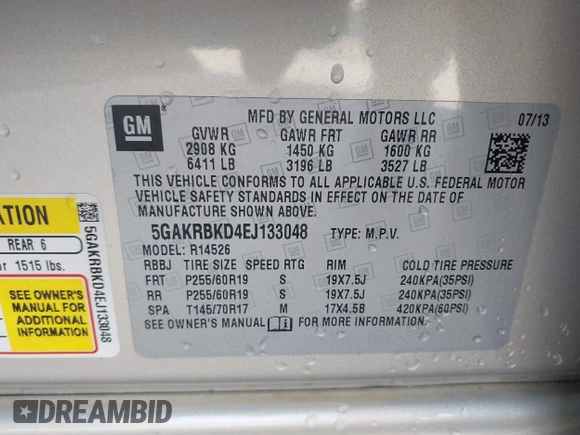 GM
MFD BY GENERAL MOTORS LLC 07/13
GVWR GAWR FRT GAWR RR
2908 KG 1450 KG 1600 KG
6411 LB 3196 LB 3527 LB
THIS VEHICLE CONFORMS TO ALL APPLICABLE U.S. FEDERAL MOTOR
VEHICLE SAFETY STANDARDS IN EFFECT ON THE DATE OF
MANUFACTURE SHOWN ABOVE.
5GAKRBKD4EJ133048 TYPE: M.P.V.
MODEL: R14526
RBBJ TIRE SIZE SPEED RTG RIM COLD TIRE PRESSURE
FRT P255/60R19 S 19X7.5J 240KPA(35PSI)
RR P255/60R19 S 19X7.5J 240KPA(35PSI)
SPA T145/70R17 M 17X4.5B 420KPA(60PSI)
SEE OWNER'S MANUAL FOR MORE INFORMATION.
ATION
REAR 6
or 1515 lbs.
SEE OWNER'S
MANUAL FOR
ADDITIONAL
INFORMATION
5GAKRBKD4EJ133048
DREAMBID